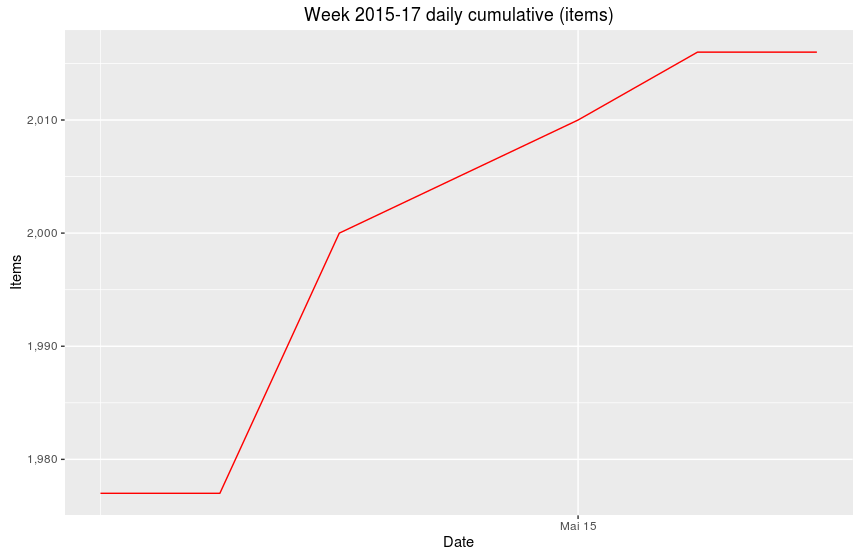 Week 2015-17 daily cumulative (items)
Items
2,010
2,000
1,990
1,980
Mai 15
Date